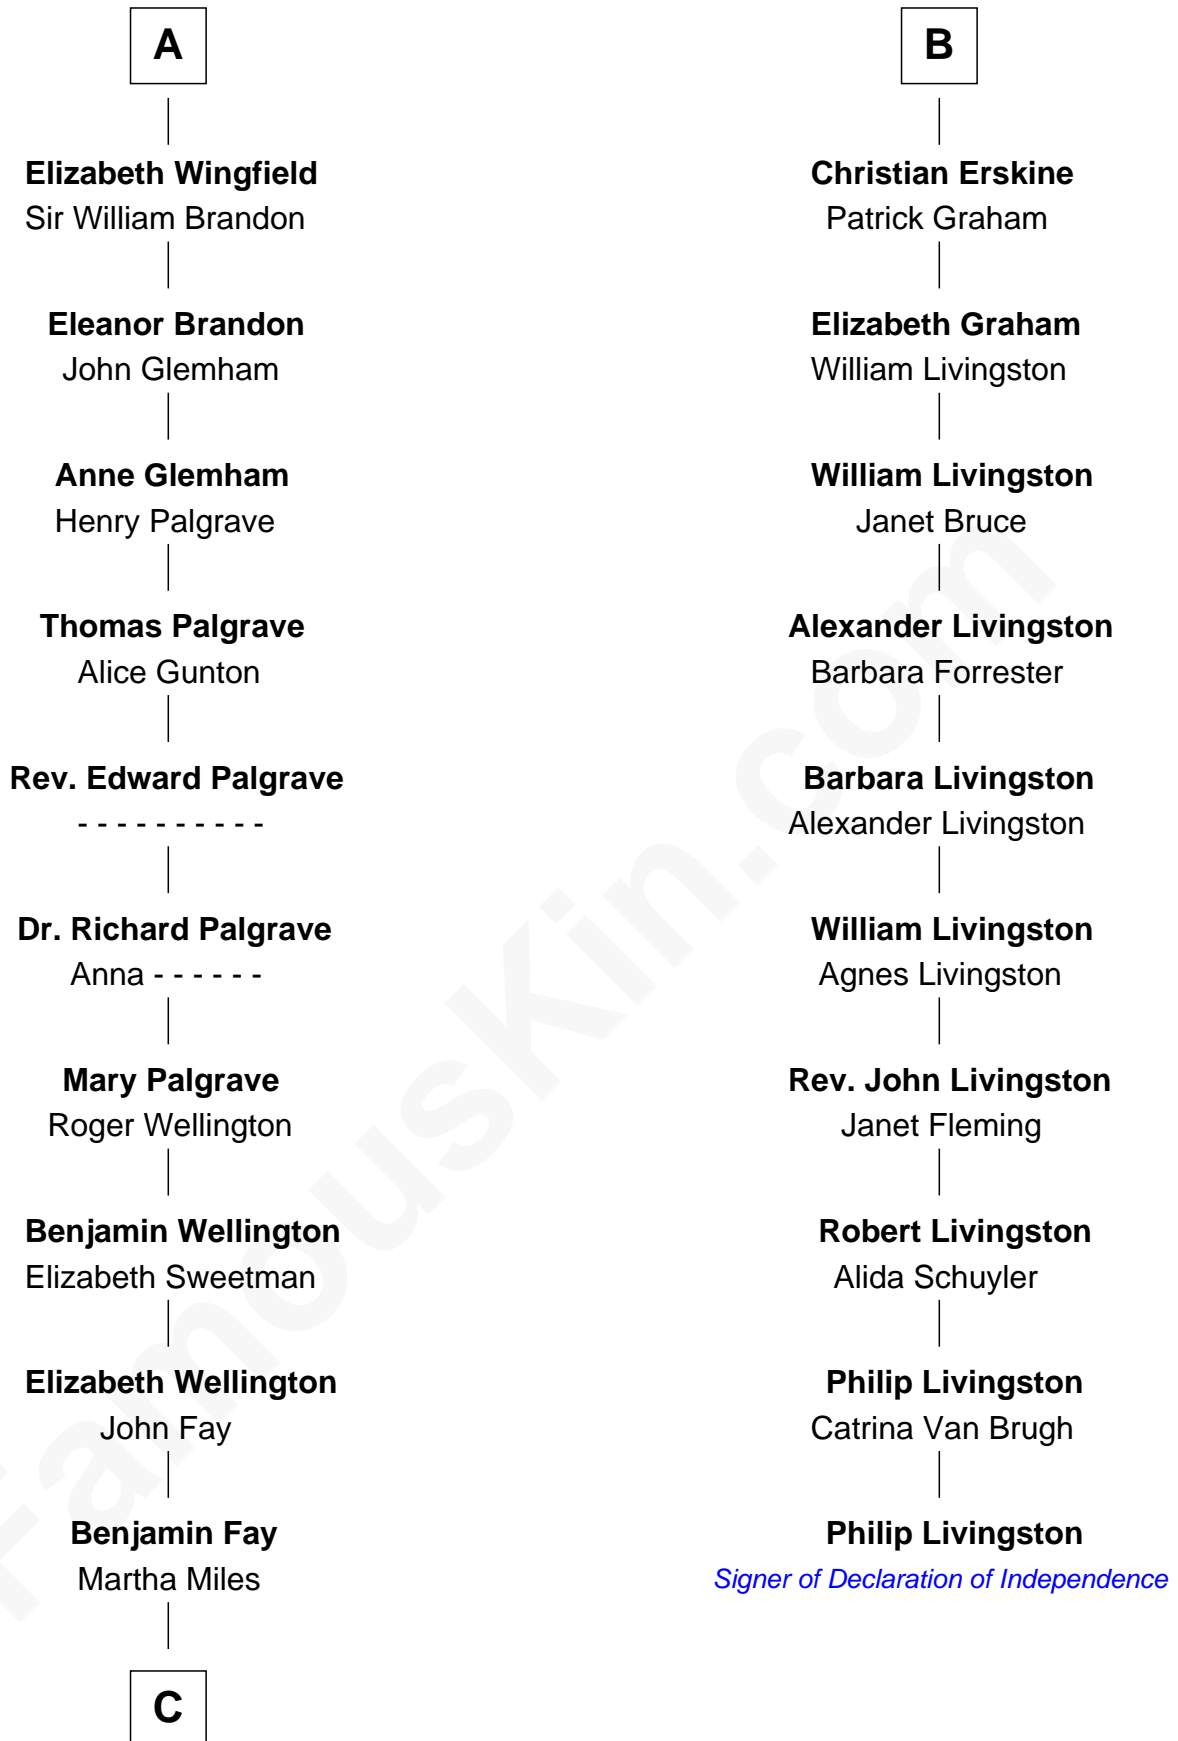 A
Elizabeth Wingfield
Sir William Brandon
Eleanor Brandon
John Glemham
Anne Glemham
Henry Palgrave
Thomas Palgrave
Alice Gunton
Rev. Edward Palgrave
- - - - - - - - - -
Dr. Richard Palgrave
Anna - - - - - -
Mary Palgrave
Roger Wellington
Benjamin Wellington
Elizabeth Sweetman
Elizabeth Wellington
John Fay
Benjamin Fay
Martha Miles
C
B
Christian Erskine
Patrick Graham
Elizabeth Graham
William Livingston
William Livingston
Janet Bruce
Alexander Livingston
Barbara Forrester
Barbara Livingston
Alexander Livingston
William Livingston
Agnes Livingston
Rev. John Livingston
Janet Fleming
Robert Livingston
Alida Schuyler
Philip Livingston
Catrina Van Brugh
Philip Livingston
Signer of Declaration of Independence
FamousKin.com